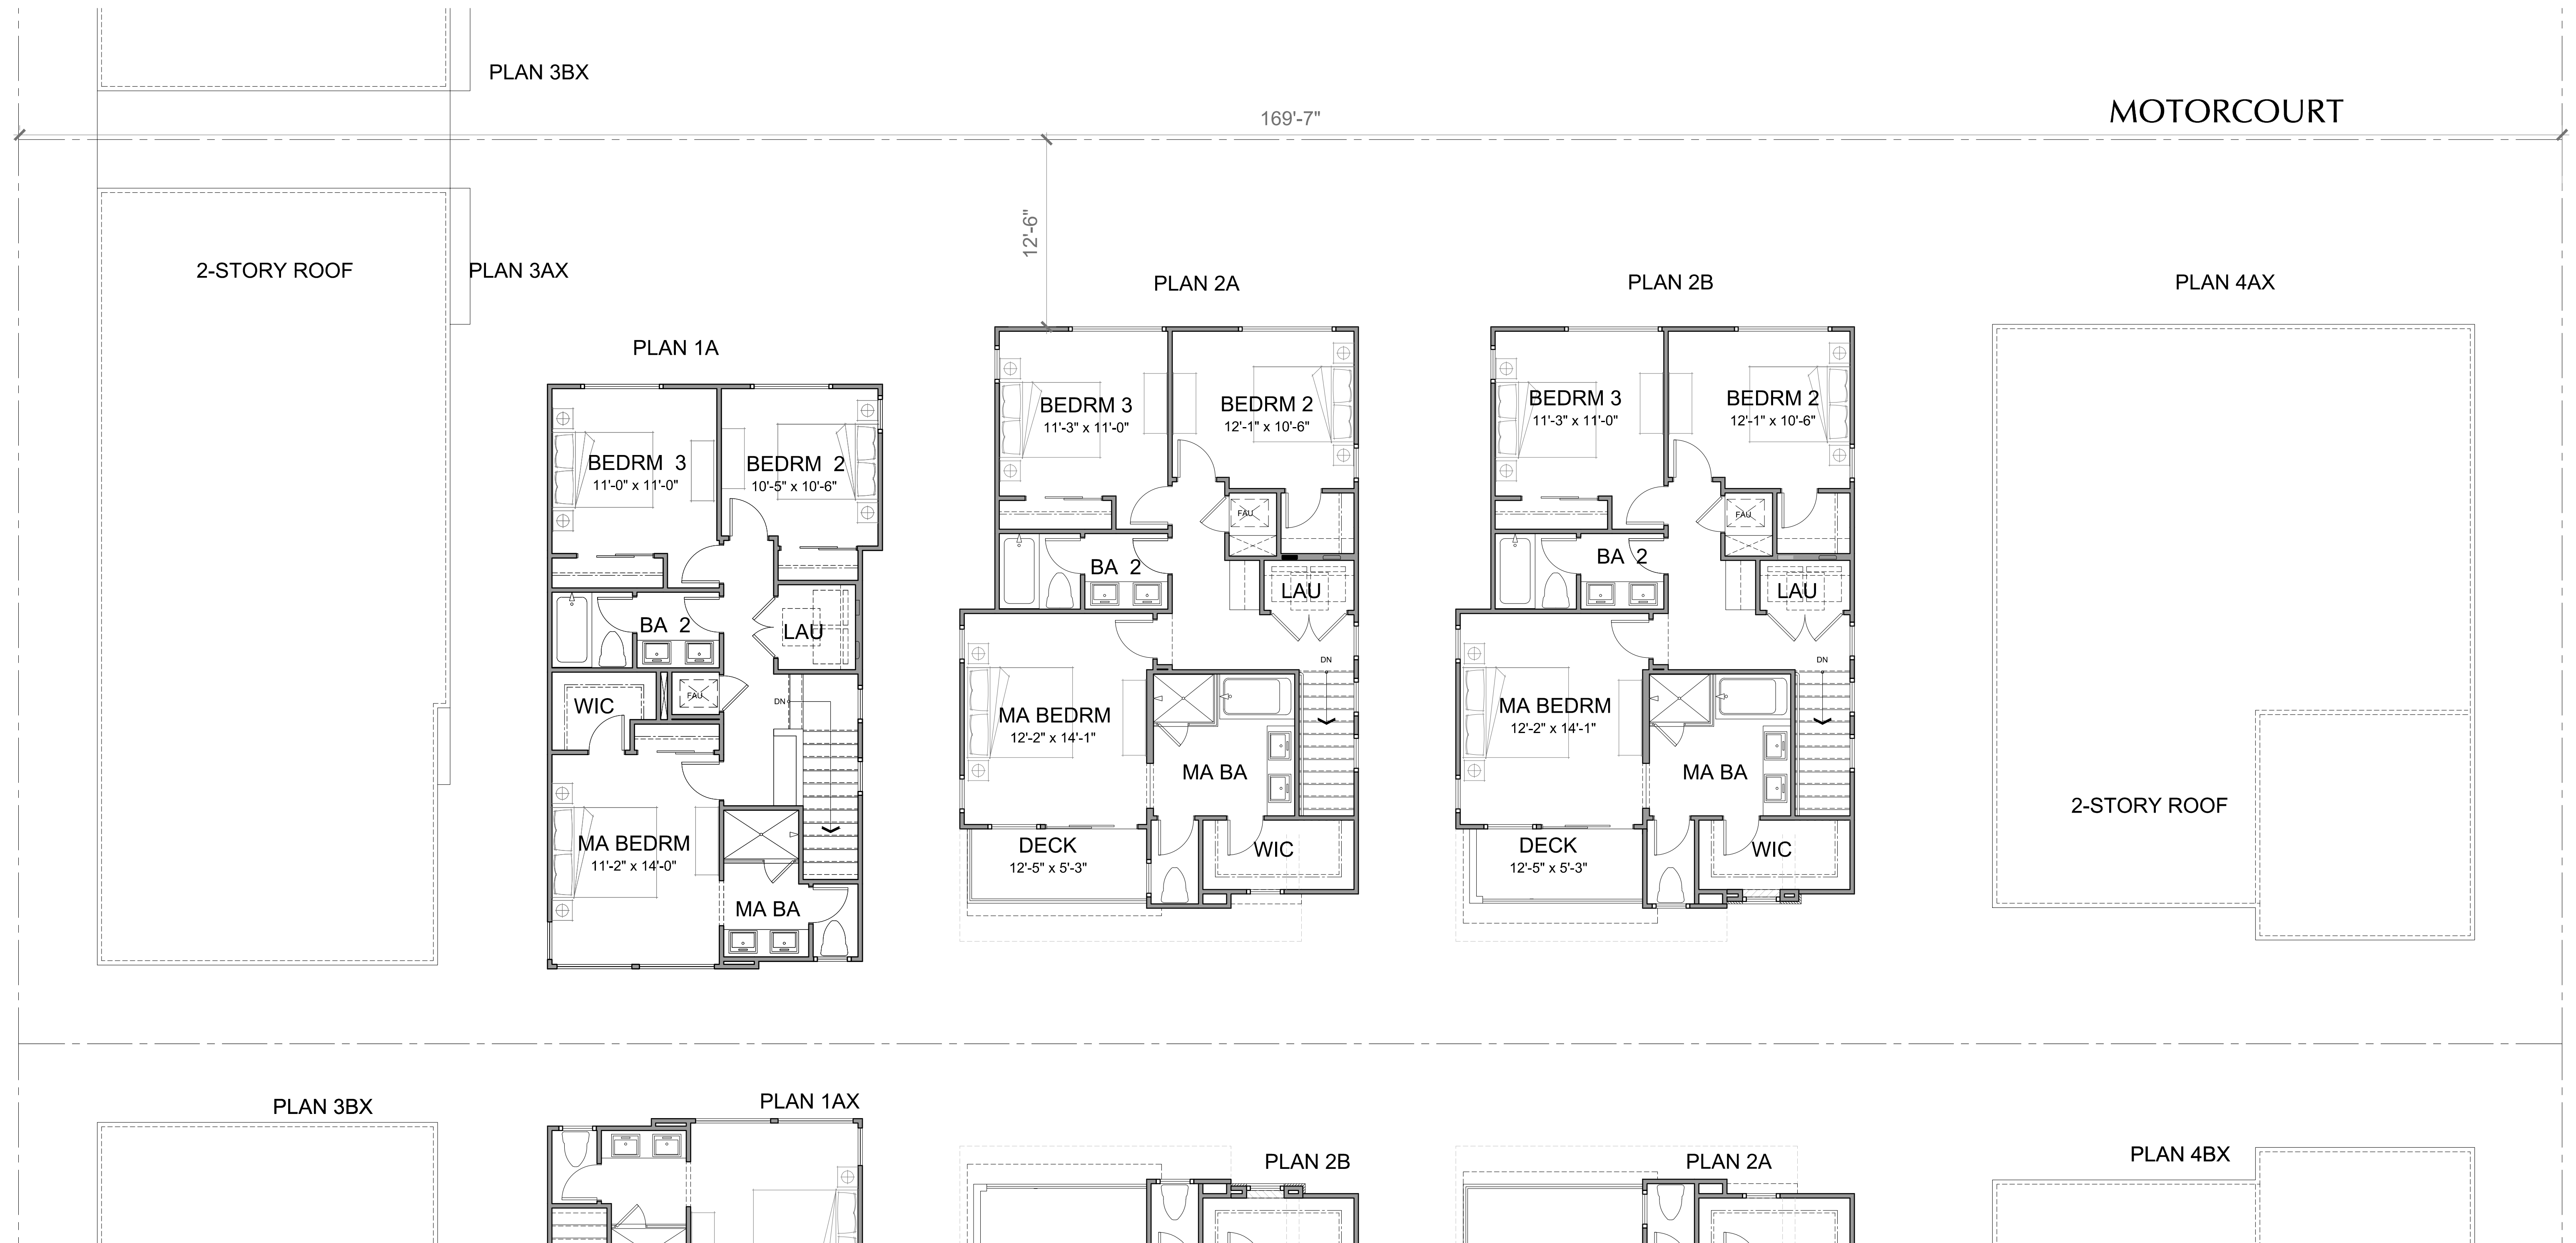 PLAN 3BX
MOTORCOURT
169'-7"
12'-6"
2-STORY ROOF
PLAN 3AX
PLAN 2A
PLAN 2B
PLAN 4AX
PLAN 1A
BEDRM 3
11'-0" x 11'-0"
BEDRM 2
10'-5" x 10'-6"
BA 2
LAU
WIC
FAU
DN
MA BEDRM
11'-2" x 14'-0"
MA BA
BEDRM 3
11'-3" x 11'-0"
BEDRM 2
12'-1" x 10'-6"
FAU
BA 2
LAU
DN
MA BEDRM
12'-2" x 14'-1"
MA BA
DECK
12'-5" x 5'-3"
WIC
BEDRM 3
11'-3" x 11'-0"
BEDRM 2
12'-1" x 10'-6"
FAU
BA 2
LAU
DN
MA BEDRM
12'-2" x 14'-1"
MA BA
DECK
12'-5" x 5'-3"
WIC
2-STORY ROOF
PLAN 3BX
PLAN 1AX
PLAN 2B
PLAN 2A
PLAN 4BX